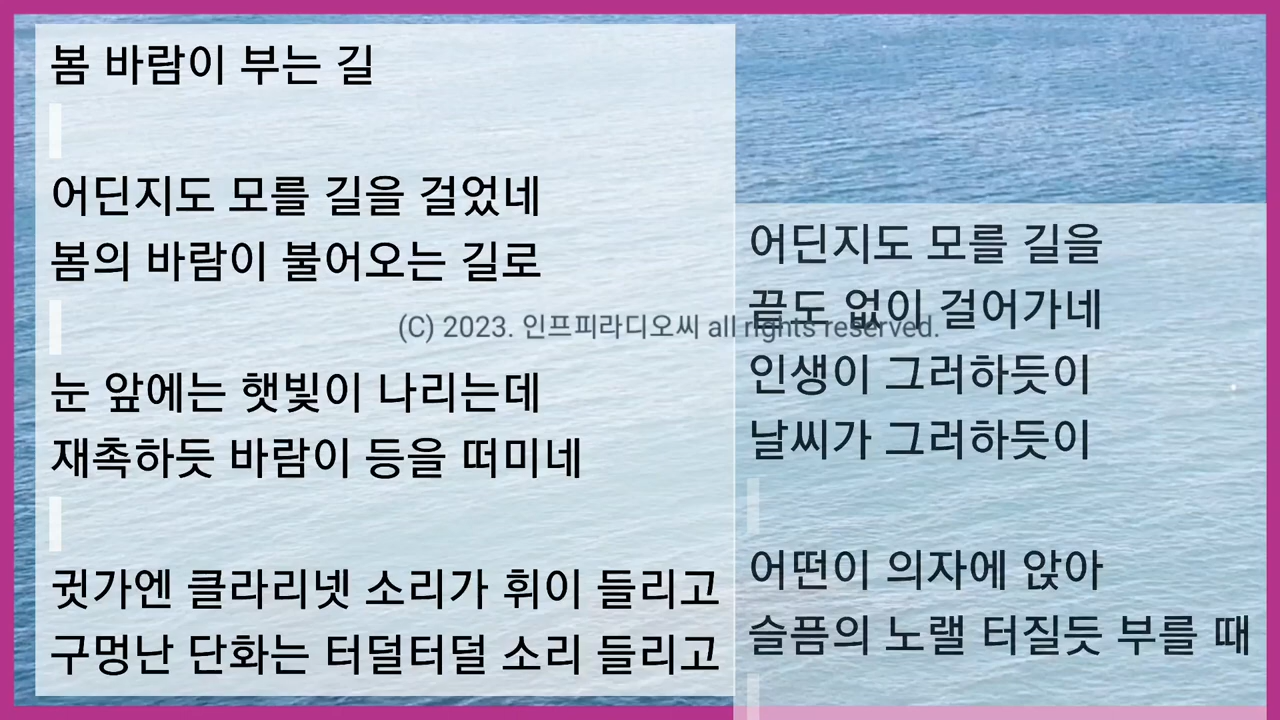 봄 바람이 부는 길
어딘지도 모를 길을 걸었네
봄의 바람이 불어오는 길로
눈 앞에는 햇빛이 나리는데
재촉하듯 바람이 등을 떠미네
귓가엔 클라리넷 소리가 휘이 들리고
구멍난 단화는 터덜터덜 소리 들리고
어딘지도 모를 길을
끝도 없이 걸어가네
인생이 그러하듯이
날씨가 그러하듯이
어떤이 의자에 앉아
슬픔의 노랠 터질듯 부를 때
(C) 2023. 인프피라디오씨 all rights reserved.